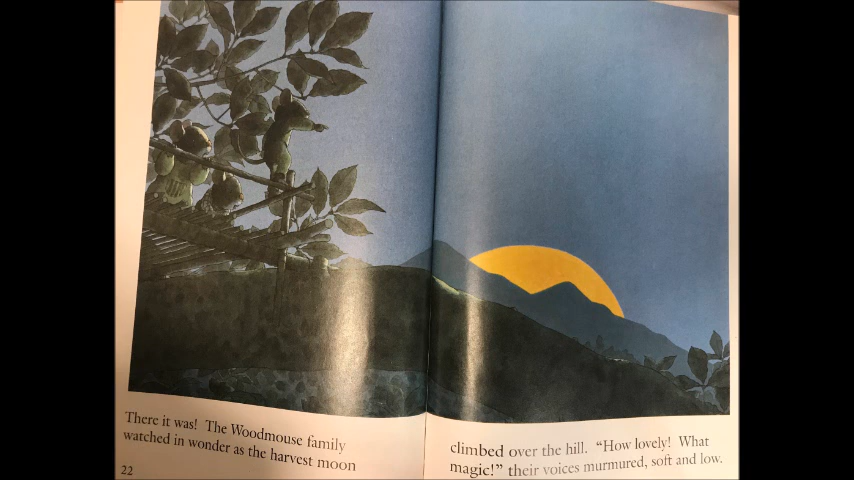 There it was! The Woodmouse family
watched in wonder as the harvest moon
22
climbed over the hill. “How lovely! What
magic!” their voices murmured, soft and low.